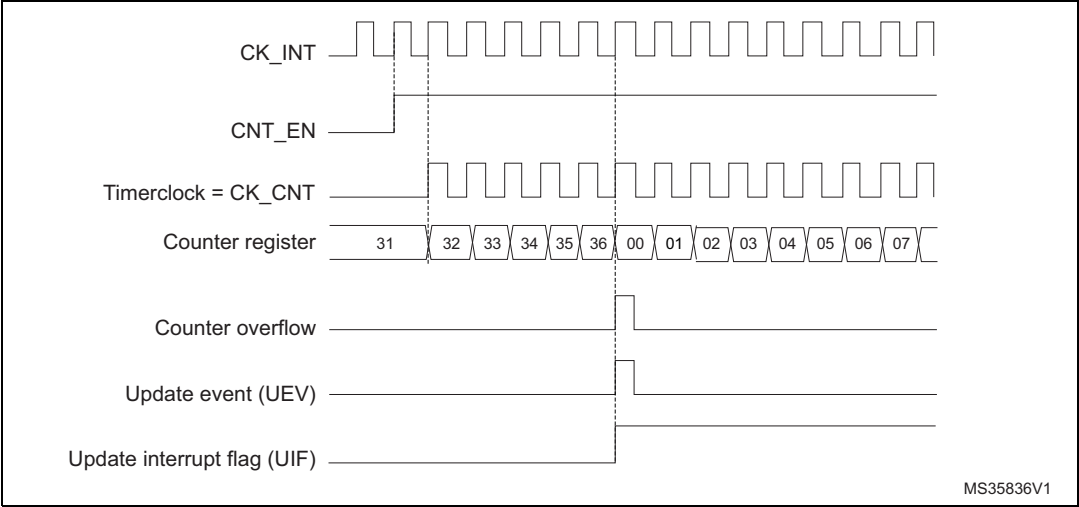 CK_INT
CNT_EN
Timerclock = CK_CNT
Counter register 31 32 33 34 35 36 00 01 02 03 04 05 06 07
Counter overflow
Update event (UEV)
Update interrupt flag (UIF)
MS35836V1